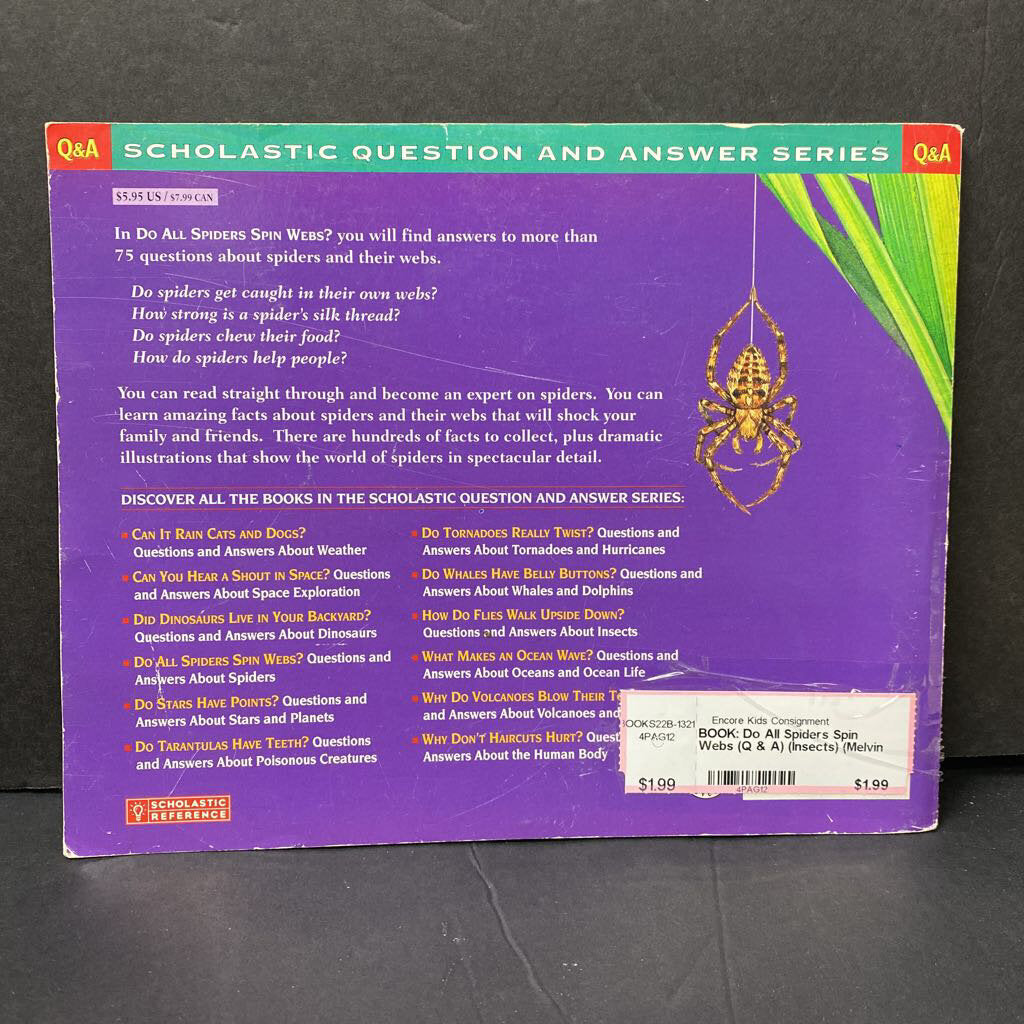 Q&A SCHOLASTIC QUESTION AND ANSWER SERIES Q&A
$5.95 US / $7.99 CAN
In Do All Spiders Spin Webs? you will find answers to more than
75 questions about spiders and their webs.
Do spiders get caught in their own webs?
How strong is a spider's silk thread?
Do spiders chew their food?
How do spiders help people?
You can read straight through and become an expert on spiders. You can
learn amazing facts about spiders and their webs that will shock your
family and friends. There are hundreds of facts to collect, plus dramatic
illustrations that show the world of spiders in spectacular detail.
DISCOVER ALL THE BOOKS IN THE SCHOLASTIC QUESTION AND ANSWER SERIES:
Can It Rain Cats and Dogs?
Questions and Answers About Weather
Can You Hear a Shout in Space? Questions
and Answers About Space Exploration
Did Dinosaurs Live in Your Backyard?
Questions and Answers About Dinosaurs
Do All Spiders Spin Webs? Questions and
Answers About Spiders
Do Stars Have Points? Questions and
Answers About Stars and Planets
Do Tarantulas Have Teeth? Questions
and Answers About Poisonous Creatures
Do Tornadoes Really Twist? Questions and
Answers About Tornadoes and Hurricanes
Do Whales Have Belly Buttons? Questions and
Answers About Whales and Dolphins
How Do Flies Walk Upside Down?
Questions and Answers About Insects
What Makes an Ocean Wave? Questions and
Answers About Oceans and Ocean Life
Why Do Volcanoes Blow Their
and Answers About Volcanoes and
Why Don't Haircuts Hurt?
Answers About the Human Body
SCHOLASTIC
REFERENCE
OOKS22B-1321
4PAG12
$1.99
Encore Kids Consignment
BOOK: Do All Spiders Spin
Webs (Q & A) (Insects) (Melvin
4PAG12
$1.99